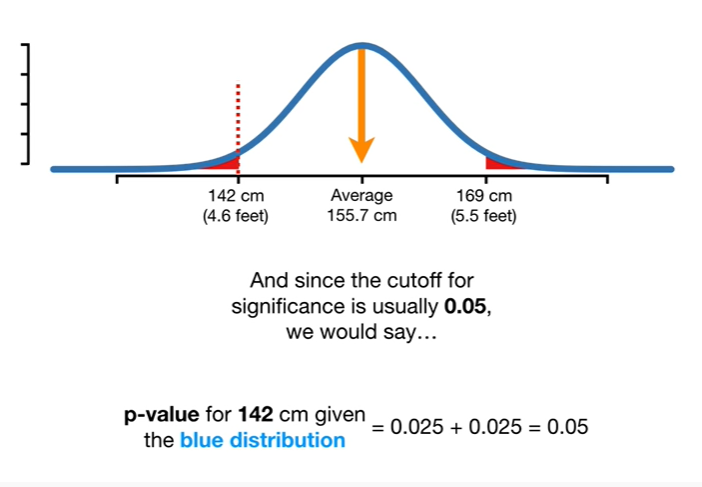 142 cm
(4.6 feet)
Average
155.7 cm
169 cm
(5.5 feet)
And since the cutoff for
significance is usually 0.05,
we would say…
p-value for 142 cm given
the blue distribution
= 0.025 + 0.025 = 0.05